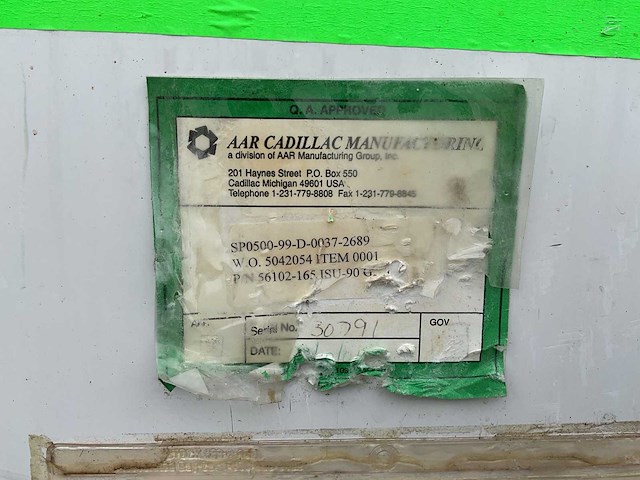 Q. A. APPROVED
AAR CADILLAC MANUFACTURING
a division of AAR Manufacturing Group, Inc.
201 Haynes Street P.O. Box 550
Cadillac Michigan 49601 USA
Telephone 1-231-779-8808 Fax 1-231-779-8845
SP0500-99-D-0037-2689
W.O. 5042054 ITEM 0001
P/N 56102-165 ISU-90 G
Serial No. 30791
GOV
DATE: